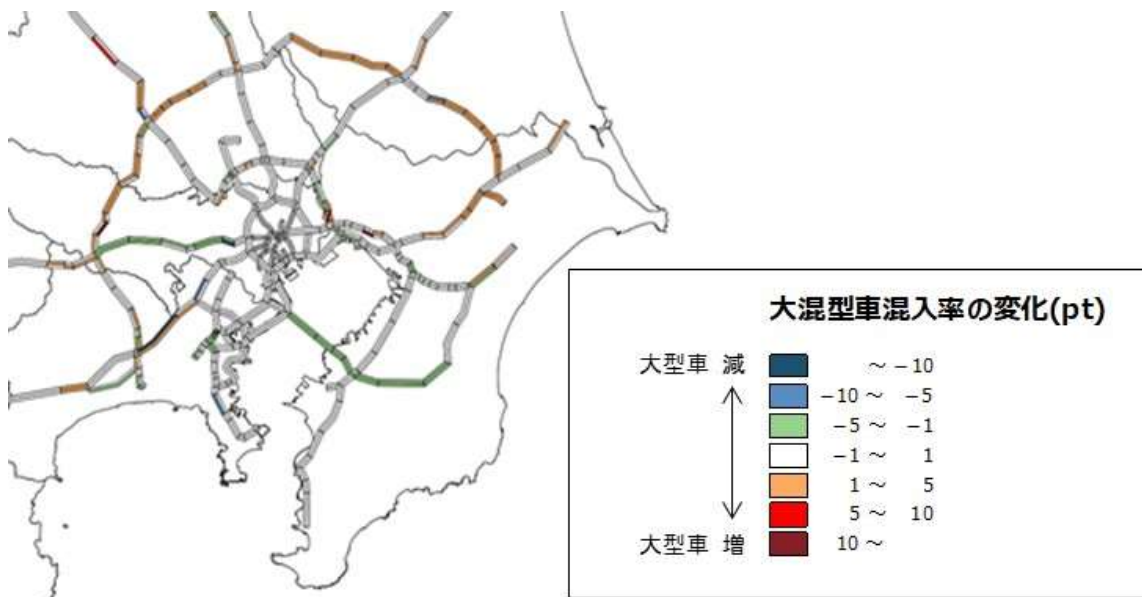 大混型車混入率の変化(pt)
大型車 減
～－10
－10～ －5
－5～ －1
－1～ 1
1～ 5
5～ 10
大型車 増
10～